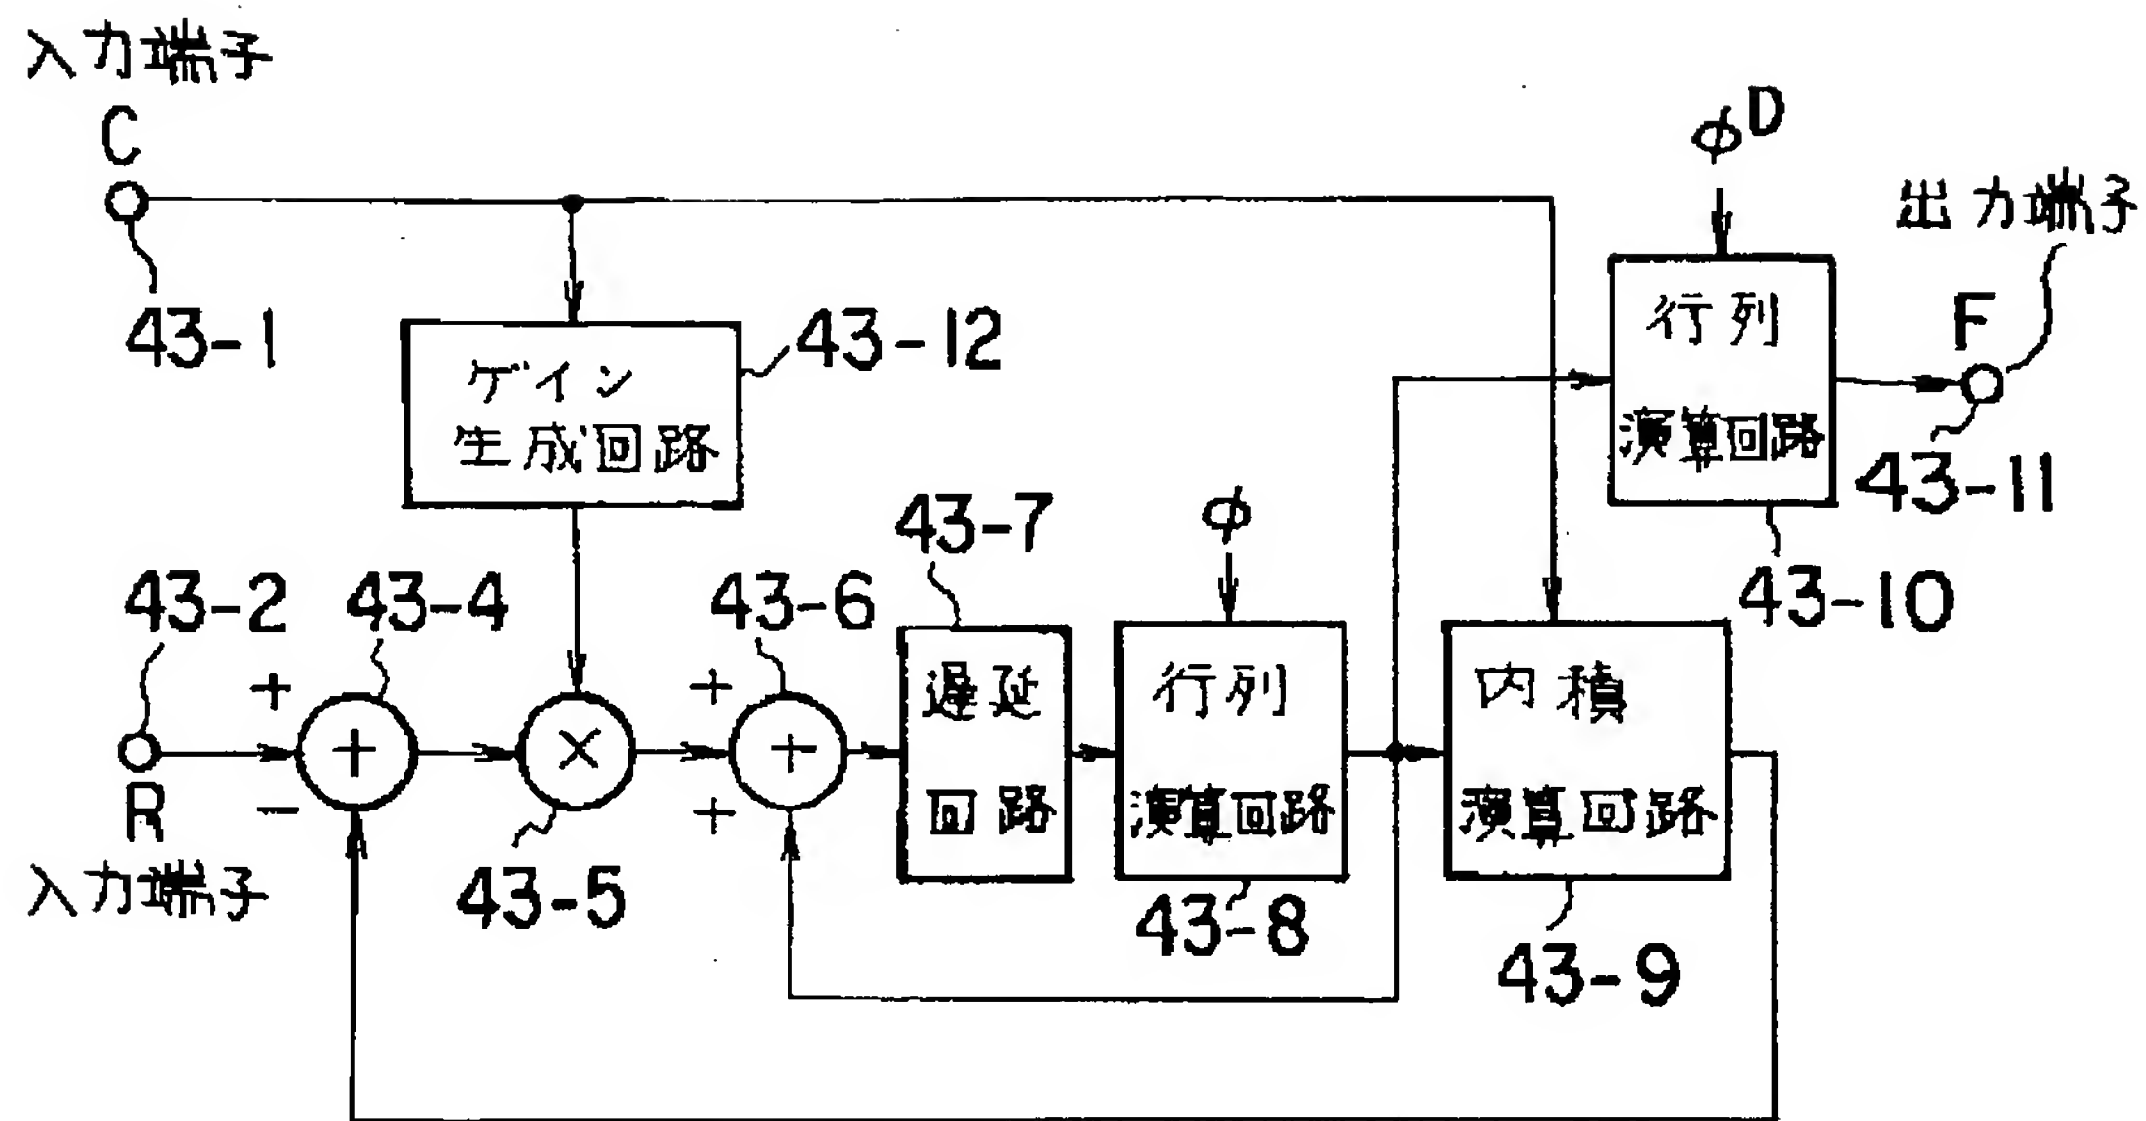 入力端子
C
43-1
ゲイン
生成回路
43-12
φD
出力端子
F
行列
演算回路
43-11
43-10
43-2
43-4
43-6
43-7
φ
+
-
+
×
+
+
+
遅延
回路
行列
演算回路
内積
演算回路
R
入力端子
43-5
43-8
43-9